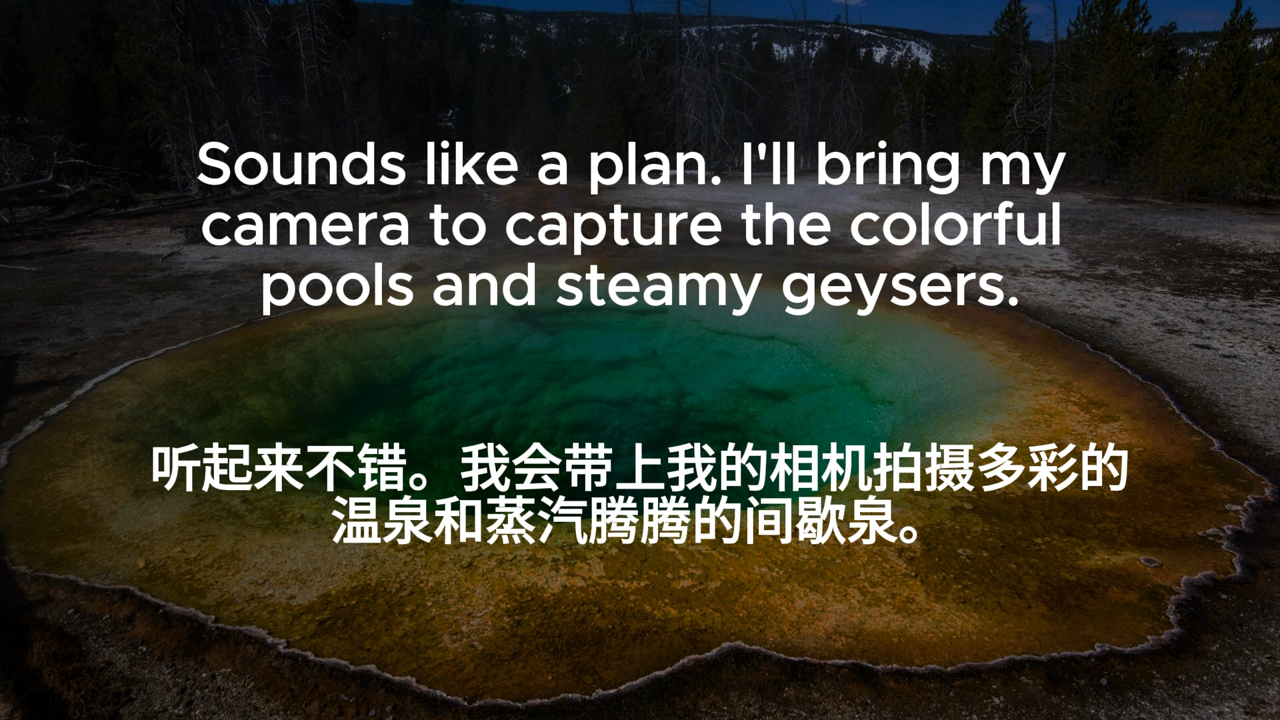 Sounds like a plan. I'll bring my
camera to capture the colorful
pools and steamy geysers.
听起来不错。我会带上我的相机拍摄多彩的
温泉和蒸汽腾腾的间歇泉。